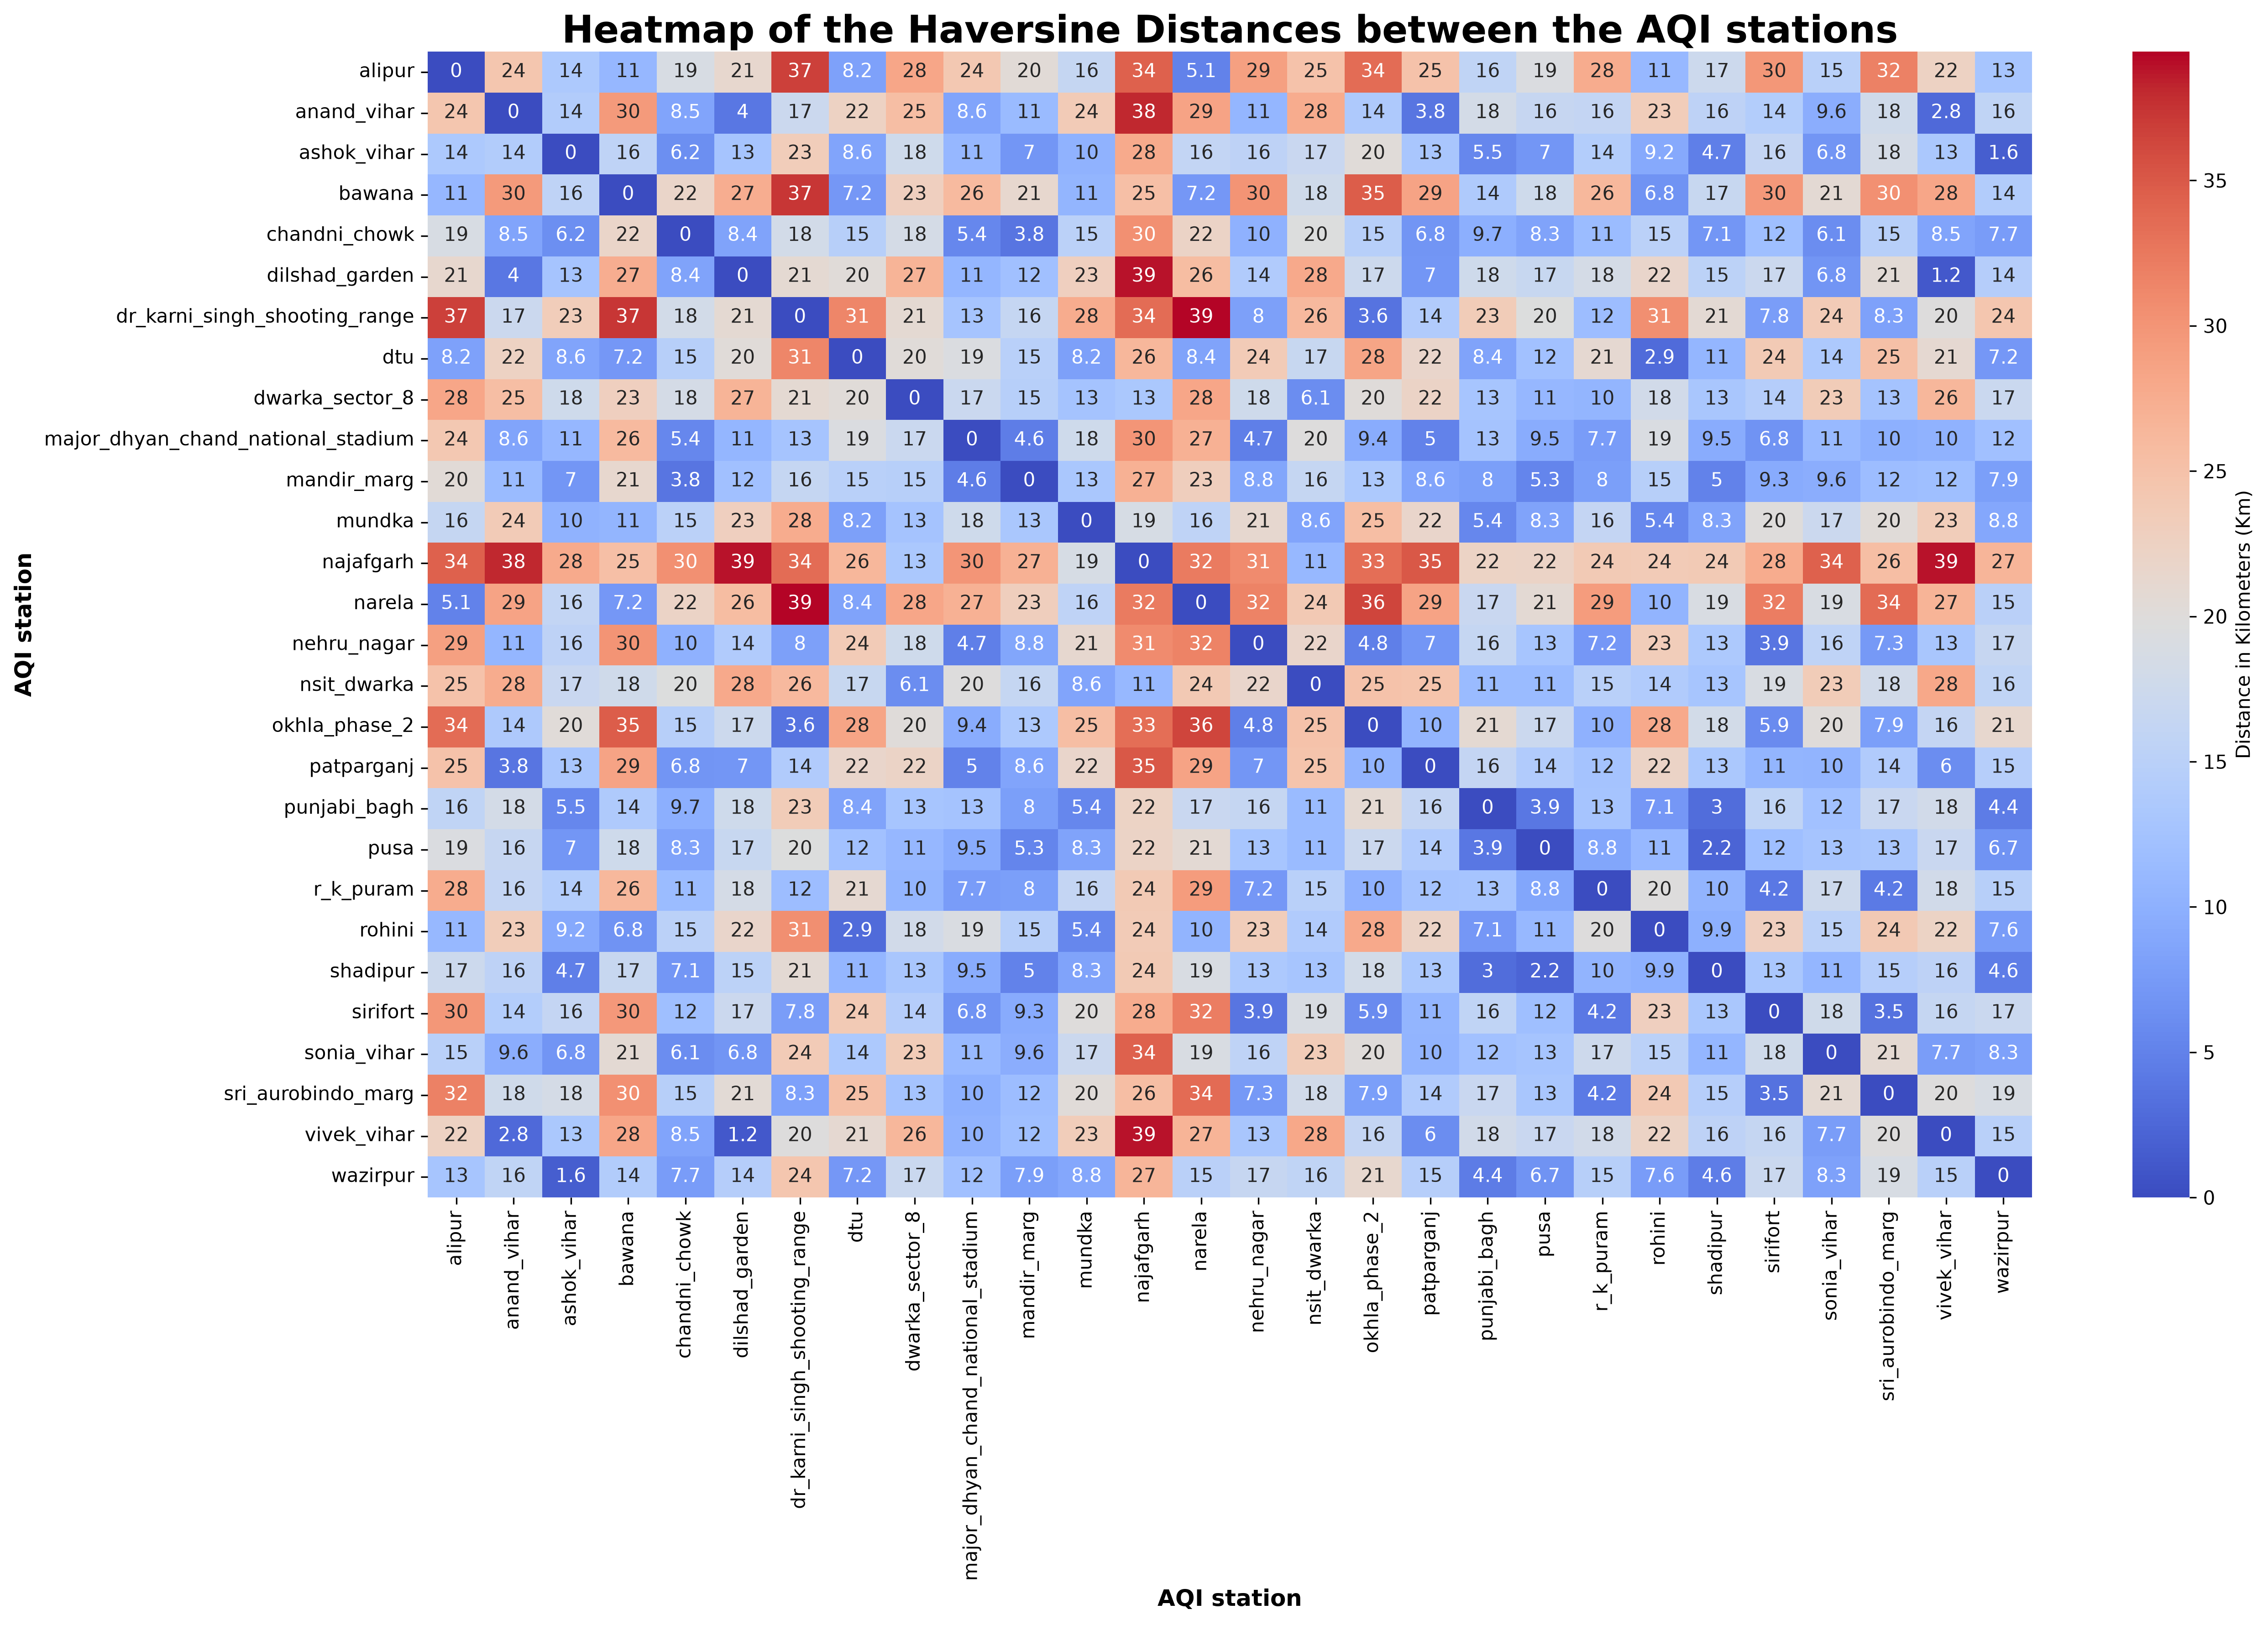 Heatmap of the Haversine Distances between the AQI stations
alipur 0 24 14 11 19 21 37 8.2 28 24 20 16 34 5.1 29 25 34 25 16 19 28 11 17 30 15 32 22 13
anand_vihar 24 0 14 30 8.5 4 17 22 25 8.6 11 24 38 29 11 28 14 3.8 18 16 16 23 16 14 9.6 18 2.8 16
ashok_vihar 14 14 0 16 6.2 13 23 8.6 18 11 7 10 28 16 16 17 20 13 5.5 7 14 9.2 4.7 16 6.8 18 13 1.6
bawana 11 30 16 0 22 27 37 7.2 23 26 21 11 25 7.2 30 18 35 29 14 18 26 6.8 17 30 21 30 28 14
chandni_chowk 19 8.5 6.2 22 0 8.4 18 15 18 5.4 3.8 15 30 22 10 20 15 6.8 9.7 8.3 11 15 7.1 12 6.1 15 8.5 7.7
dilshad_garden 21 4 13 27 8.4 0 21 20 27 11 12 23 39 26 14 28 17 7 18 17 18 22 15 17 6.8 21 1.2 14
dr_karni_singh_shooting_range 37 17 23 37 18 21 0 31 21 13 16 28 34 39 8 26 3.6 14 23 20 12 31 21 7.8 24 8.3 20 24
dtu 8.2 22 8.6 7.2 15 20 31 0 20 19 15 8.2 26 8.4 24 17 28 22 8.4 12 21 2.9 11 24 14 25 21 7.2
dwarka_sector_8 28 25 18 23 18 27 21 20 0 17 15 13 13 28 18 6.1 20 22 13 11 10 18 13 14 23 13 26 17
major_dhyan_chand_national_stadium 24 8.6 11 26 5.4 11 13 19 17 0 4.6 18 30 27 4.7 20 9.4 5 13 9.5 7.7 19 9.5 6.8 11 10 10 12
mandir_marg 20 11 7 21 3.8 12 16 15 15 4.6 0 13 27 23 8.8 16 13 8.6 8 5.3 8 15 5 9.3 9.6 12 12 7.9
mundka 16 24 10 11 15 23 28 8.2 13 18 13 0 19 16 21 8.6 25 22 5.4 8.3 16 5.4 8.3 20 17 20 23 8.8
najafgarh 34 38 28 25 30 39 34 26 13 30 27 19 0 32 31 11 33 35 22 22 24 24 24 28 34 26 39 27
narela 5.1 29 16 7.2 22 26 39 8.4 28 27 23 16 32 0 32 24 36 29 17 21 29 10 19 32 19 34 27 15
nehru_nagar 29 11 16 30 10 14 8 24 18 4.7 8.8 21 31 32 0 22 4.8 7 16 13 7.2 23 13 3.9 16 7.3 13 17
nsit_dwarka 25 28 17 18 20 28 26 17 6.1 20 16 8.6 11 24 22 0 25 25 11 11 15 14 13 19 23 18 28 16
okhla_phase_2 34 14 20 35 15 17 3.6 28 20 9.4 13 25 33 36 4.8 25 0 10 21 17 10 28 18 5.9 20 7.9 16 21
patparganj 25 3.8 13 29 6.8 7 14 22 22 5 8.6 22 35 29 7 25 10 0 16 14 12 22 13 11 10 14 6 15
punjabi_bagh 16 18 5.5 14 9.7 18 23 8.4 13 13 8 5.4 22 17 16 11 21 16 0 3.9 13 7.1 3 16 12 17 18 4.4
pusa 19 16 7 18 8.3 17 20 12 11 9.5 5.3 8.3 22 21 13 11 17 14 3.9 0 8.8 11 2.2 12 13 13 17 6.7
r_k_puram 28 16 14 26 11 18 12 21 10 7.7 8 16 24 29 7.2 15 10 12 13 8.8 0 20 10 4.2 17 4.2 18 15
rohini 11 23 9.2 6.8 15 22 31 2.9 18 19 15 5.4 24 10 23 14 28 22 7.1 11 20 0 9.9 23 15 24 22 7.6
shadipur 17 16 4.7 17 7.1 15 21 11 13 9.5 5 8.3 24 19 13 13 18 13 3 2.2 10 9.9 0 13 11 15 16 4.6
sirifort 30 14 16 30 12 17 7.8 24 14 6.8 9.3 20 28 32 3.9 19 5.9 11 16 12 4.2 23 13 0 18 3.5 16 17
sonia_vihar 15 9.6 6.8 21 6.1 6.8 24 14 23 11 9.6 17 34 19 16 23 20 10 12 13 17 15 11 18 0 21 7.7 8.3
sri_aurobindo_marg 32 18 18 30 15 21 8.3 25 13 10 12 20 26 34 7.3 18 7.9 14 17 13 4.2 24 15 3.5 21 0 20 19
vivek_vihar 22 2.8 13 28 8.5 1.2 20 21 26 10 12 23 39 27 13 28 16 6 18 17 18 22 16 16 7.7 20 0 15
wazirpur 13 16 1.6 14 7.7 14 24 7.2 17 12 7.9 8.8 27 15 17 16 21 15 4.4 6.7 15 7.6 4.6 17 8.3 19 15 0
AQI station
alipur
anand_vihar
ashok_vihar
bawana
chandni_chowk
dilshad_garden
dr_karni_singh_shooting_range
dtu
dwarka_sector_8
major_dhyan_chand_national_stadium
mandir_marg
mundka
najafgarh
narela
nehru_nagar
nsit_dwarka
okhla_phase_2
patparganj
punjabi_bagh
pusa
r_k_puram
rohini
shadipur
sirifort
sonia_vihar
sri_aurobindo_marg
vivek_vihar
wazirpur
AQI station
35
30
25
20
15
10
5
0
Distance in Kilometers (Km)